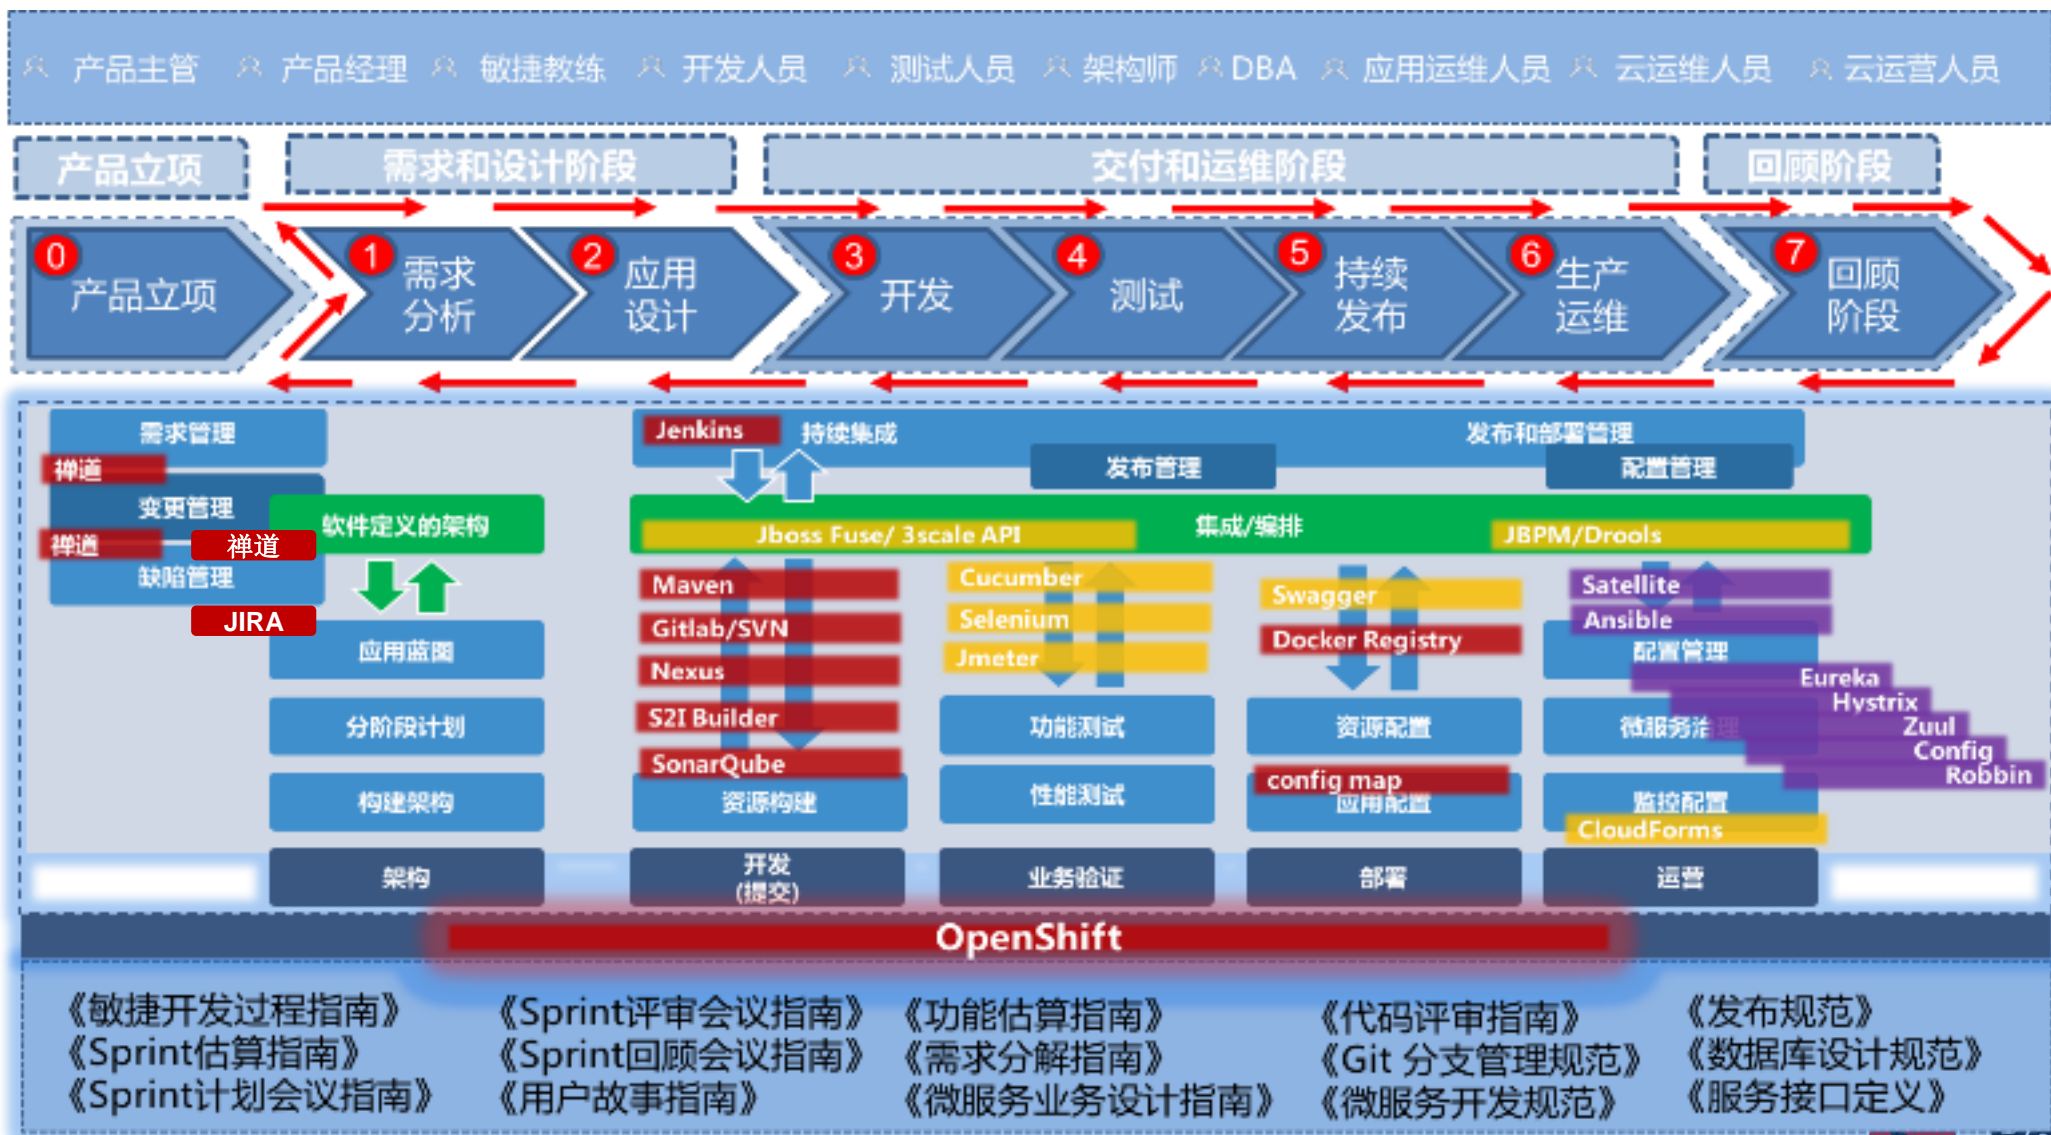 产品主管 产品经理 敏捷教练 开发人员 测试人员 架构师 DBA 应用运维人员 云运维人员 云运营人员
产品立项 需求和设计阶段 交付和运维阶段 回顾阶段
0 产品立项
1 需求
分析
2 应用
设计
3 开发
4 测试
5 持续
发布
6 生产
运维
7 回顾
阶段
需求管理
禅道
变更管理
禅道
禅道
缺陷管理
JIRA
软件定义的架构
应用蓝图
分阶段计划
构建架构
架构
Jenkins 持续集成 发布和部署管理
发布管理 配置管理
Jboss Fuse/ 3scale API 集成/编排 JBPM/Drools
Maven
Gitlab/SVN
Nexus
S2I Builder
SonarQube
资源构建
开发
(提交)
Cucumber
Selenium
Jmeter
功能测试
性能测试
业务验证
Swagger
Docker Registry
资源配置
config map
应用配置
部署
Satellite
Ansible
配置管理
Eureka
Hystrix
微服务治理
Zuul
Config
Robbin
监控配置
CloudForms
运营
OpenShift
《敏捷开发过程指南》 《Sprint评审会议指南》 《功能估算指南》 《代码评审指南》 《发布规范》
《Sprint估算指南》 《Sprint回顾会议指南》 《需求分解指南》 《Git 分支管理规范》 《数据库设计规范》
《Sprint计划会议指南》 《用户故事指南》 《微服务业务设计指南》 《微服务开发规范》 《服务接口定义》